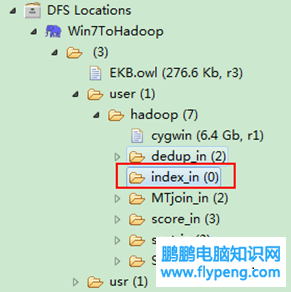 DFS Locations
Win7ToHadoop
(3)
EKB.owl (276.6 Kb, r3)
user (1)
hadoop (7)
cygwin (6.4 Gb, r1)
dedup_in (2)
index_in (0)
MTjoin_in (2)
score_in (3)
usr (1)
鹏鹏电脑知识网
www.flypeng.com